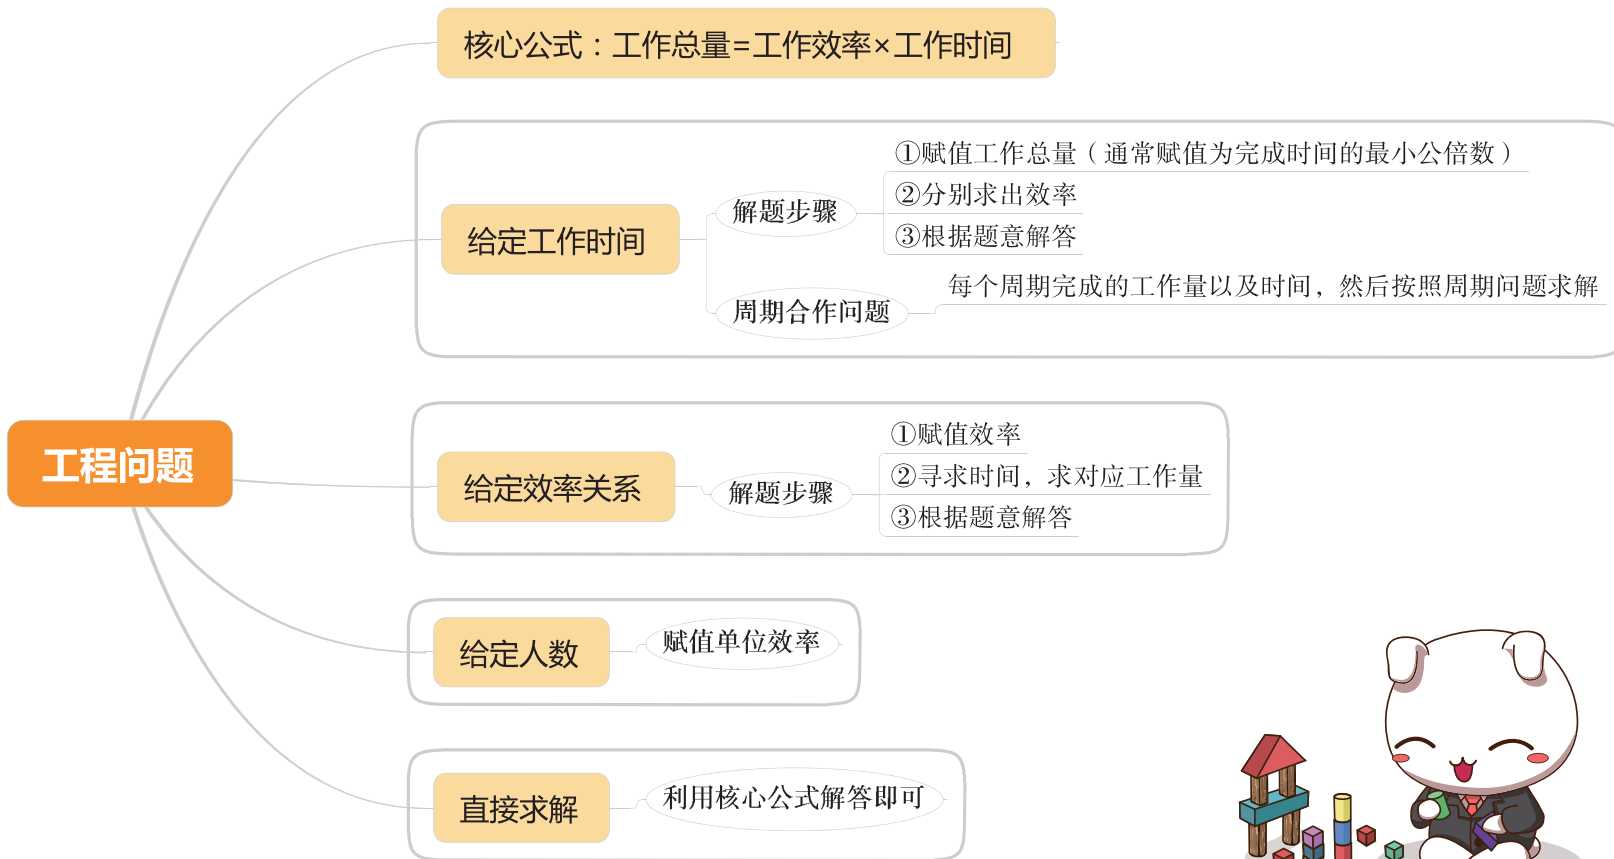 核心公式：工作总量=工作效率×工作时间
①赋值工作总量（通常赋值为完成时间的最小公倍数）
解题步骤
②分别求出效率
给定工作时间
③根据题意解答
周期合作问题
每个周期完成的工作量以及时间，然后按照周期问题求解
工程问题
①赋值效率
给定效率关系
解题步骤
②寻求时间，求对应工作量
③根据题意解答
给定人数
赋值单位效率
直接求解
利用核心公式解答即可